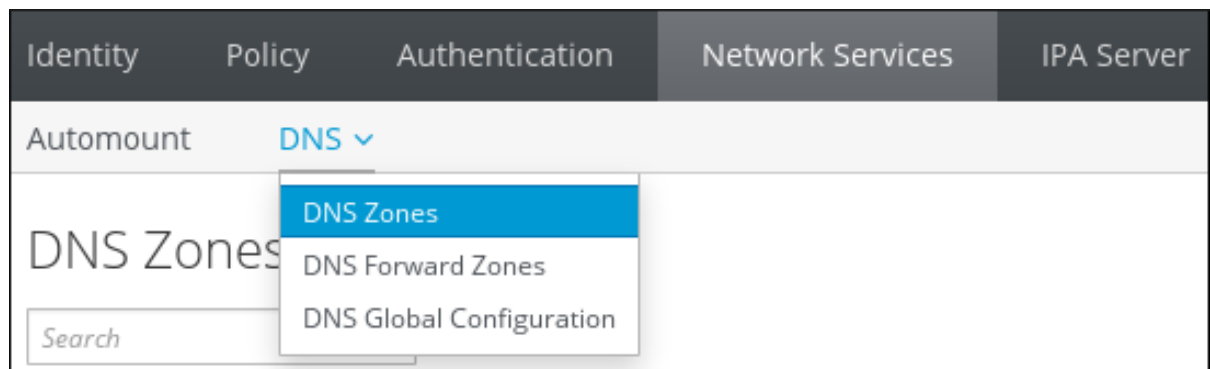 Identity Policy Authentication Network Services IPA Server
Automount DNS
DNS Zones
DNS Zones
DNS Forward Zones
DNS Global Configuration
Search